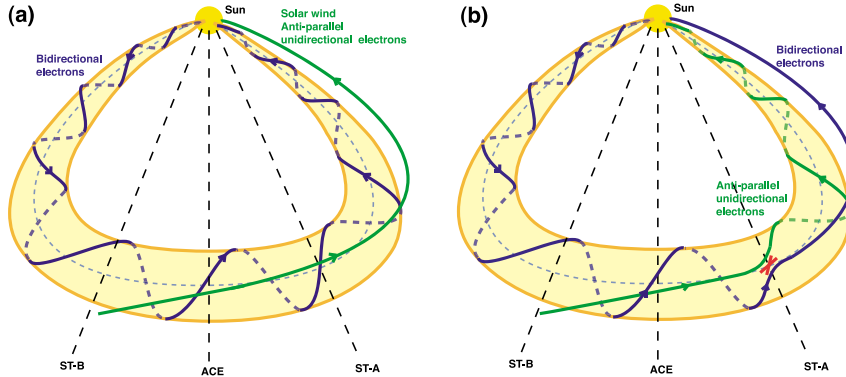 (a)
Sun
Solar wind
Anti-parallel
unidirectional electrons
Bidirectional
electrons
ST-B
ACE
ST-A
(b)
Sun
Bidirectional
electrons
Anti-parallel
unidirectional
electrons
ST-B
ACE
ST-A